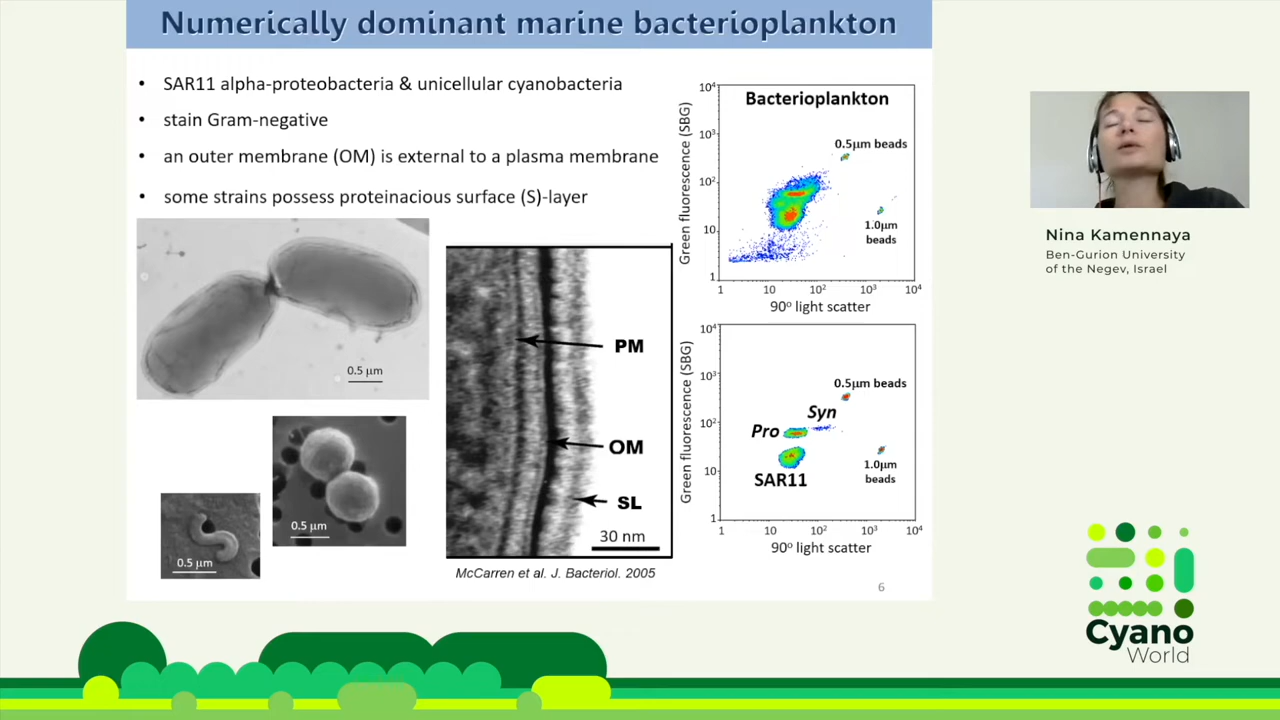 Numerically dominant marine bacterioplankton
• SAR11 alpha-proteobacteria & unicellular cyanobacteria
• stain Gram-negative
• an outer membrane (OM) is external to a plasma membrane
• some strains possess proteinacious surface (S)-layer
0.5 µm
0.5 µm
0.5 µm
PM
OM
SL
30 nm
McCarren et al. J. Bacteriol. 2005
Bacterioplankton
Green fluorescence (SBG)
10⁴
10³
10²
10
1
0.5µm beads
1.0µm
beads
1 10 10² 10³ 10⁴
90º light scatter
Green fluorescence (SBG)
10⁴
10³
10²
10
1
0.5µm beads
Syn
Pro
SAR11
1.0µm
beads
1 10 10² 10³ 10⁴
90º light scatter
6
Nina Kamennaya
Ben-Gurion University
of the Negev, Israel
Cyano
World